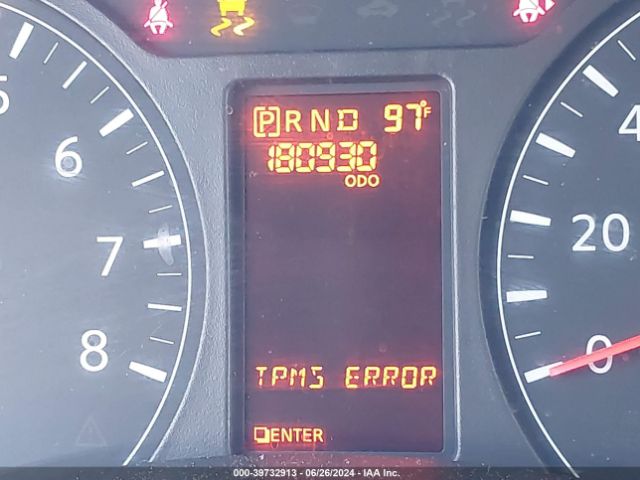 [P] R N D 97°F
180930
ODO
5
6
7
8
4
20
0
TPMS ERROR
ENTER
000-39732913 - 06/26/2024 - IAA Inc.